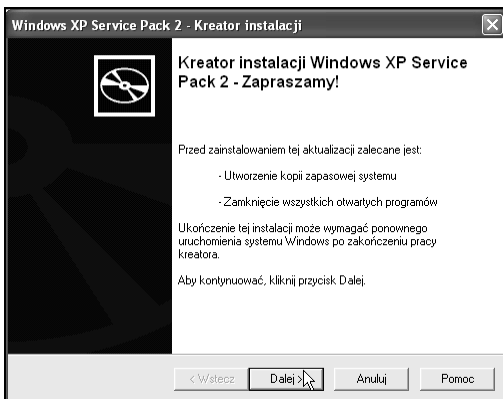 Windows XP Service Pack 2 - Kreator instalacji
Kreator instalacji Windows XP Service
Pack 2 - Zapraszamy!
Przed zainstalowaniem tej aktualizacji zalecane jest:
- Utworzenie kopii zapasowej systemu
- Zamknięcie wszystkich otwartych programów
Ukończenie tej instalacji może wymagać ponownego
uruchomienia systemu Windows po zakończeniu pracy
kreatora.
Aby kontynuować, kliknij przycisk Dalej.
< Wstecz Dalej > Anuluj Pomoc